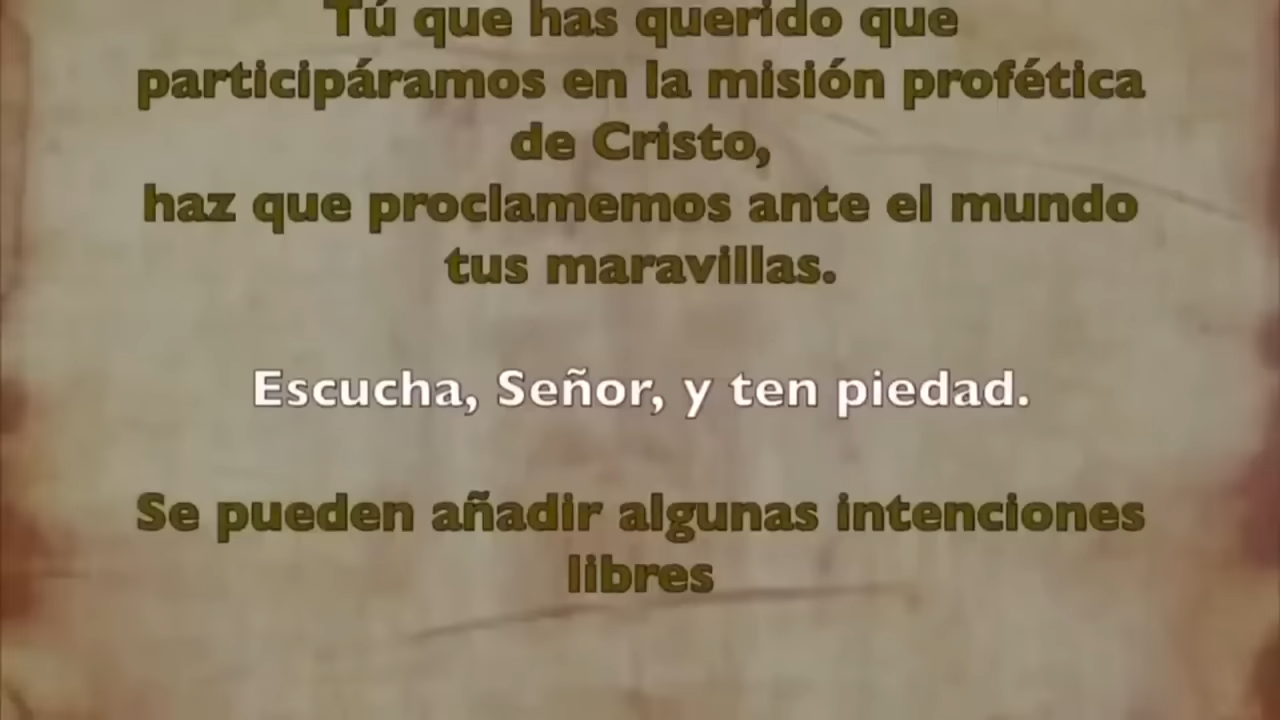 Tú que has querido que
participáramos en la misión profética
de Cristo,
haz que proclamemos ante el mundo
tus maravillas.
Escucha, Señor, y ten piedad.
Se pueden añadir algunas intenciones
libres